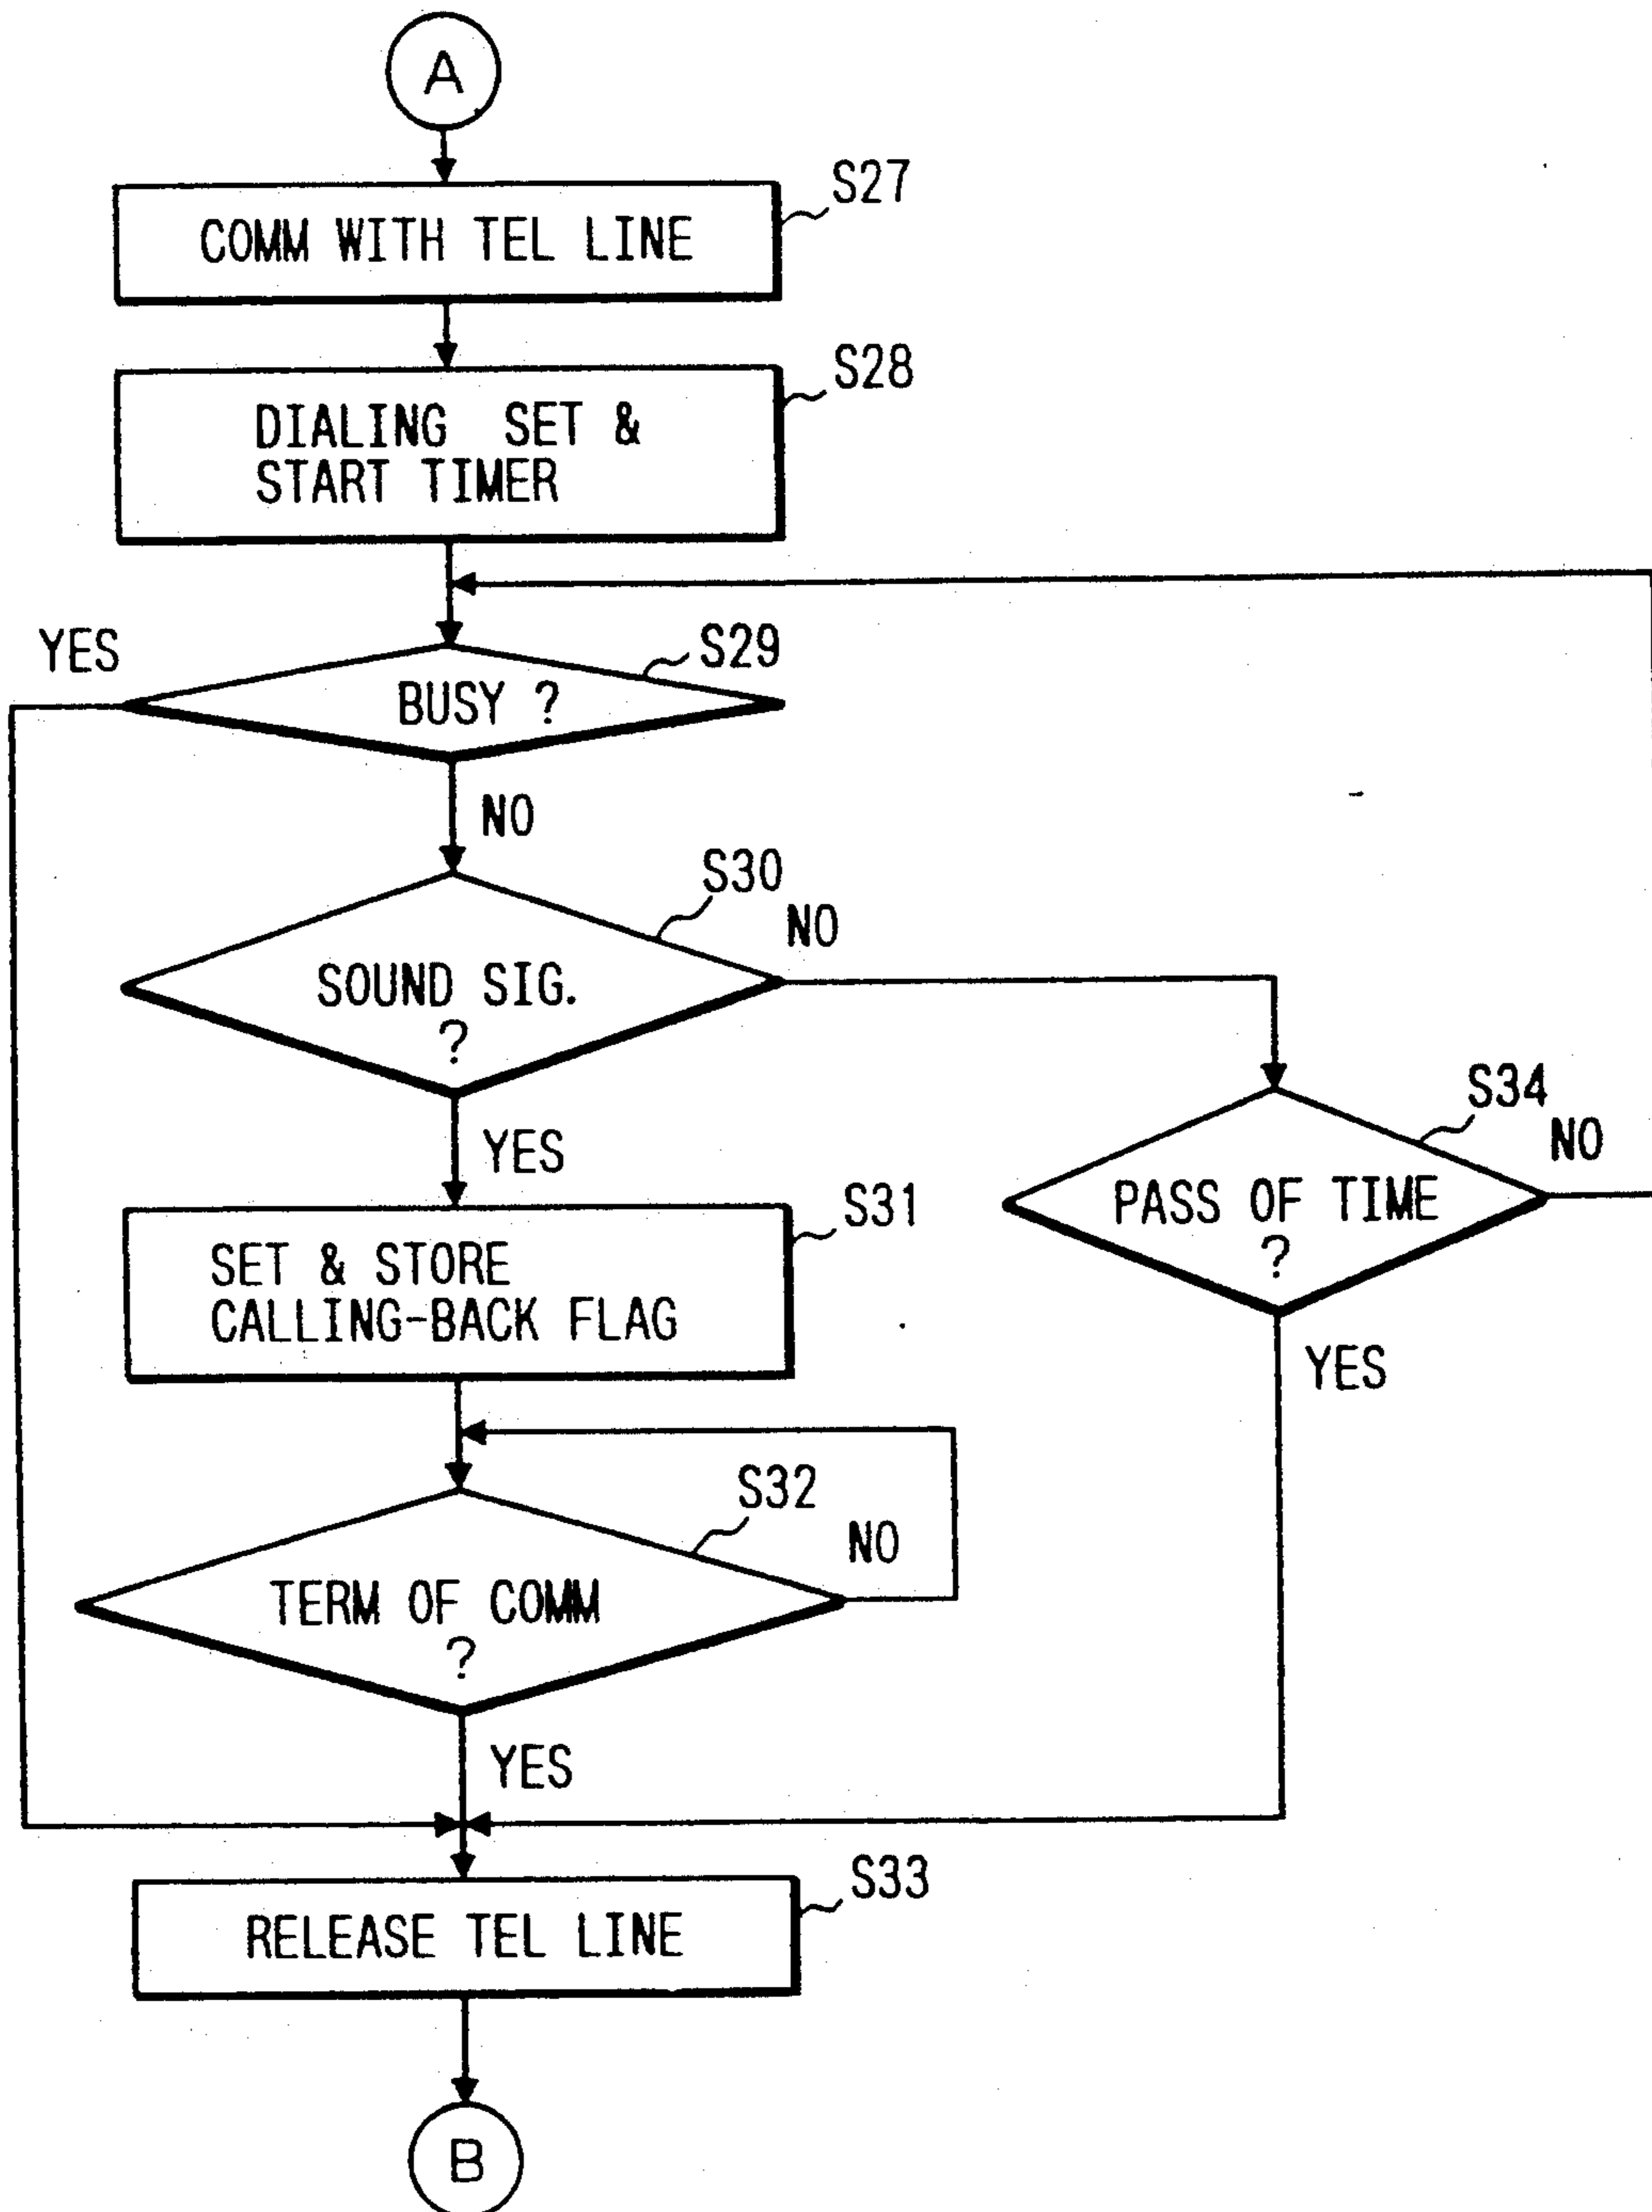 A
S27
COMM WITH TEL LINE
S28
DIALING SET &
START TIMER
YES
S29
BUSY ?
NO
S30
NO
SOUND SIG.
?
S34
NO
YES
PASS OF TIME
?
S31
SET & STORE
CALLING-BACK FLAG
YES
S32
NO
TERM OF COMM
?
YES
S33
RELEASE TEL LINE
B